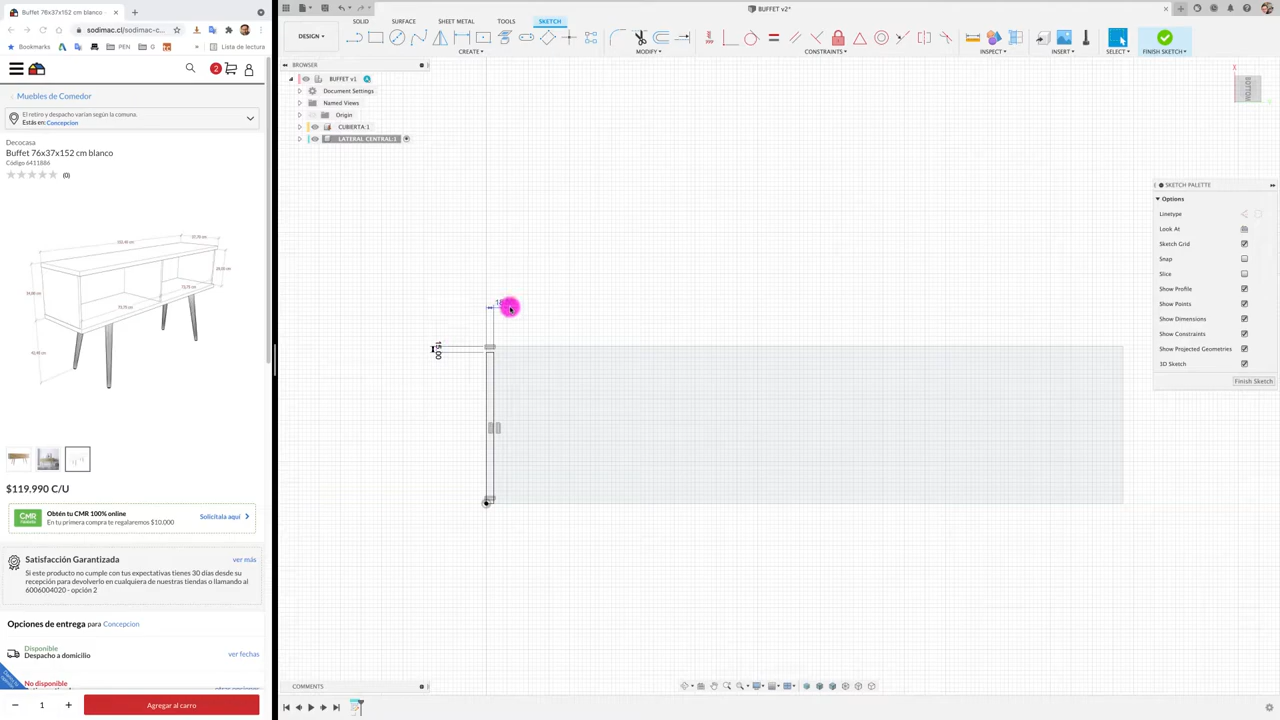 Buffet 76x37x152 cm blanco
sodimac.cl/sodimac-c...
Bookmarks
PEN
G
Lista de lectura
2
Muebles de Comedor
El retiro y despacho varían según la comuna.
Estás en: Concepcion
Decocasa
Buffet 76x37x152 cm blanco
Código 6411886
(0)
$119.990 C/U
Obtén tu CMR 100% online
En tu primera compra te regalaremos $10.000
Solicítala aquí
Satisfacción Garantizada
ver más
Si este producto no cumple con tus expectativas tienes 30 días desde su
recepción para devolverlo en cualquiera de nuestras tiendas o llamando al
6006004020 - opción 2
Opciones de entrega para Concepcion
Disponible
Despacho a domicilio
ver fechas
No disponible
1
Agregar al carro
BUFFET v2*
DESIGN
SOLID
SURFACE
SHEET METAL
TOOLS
SKETCH
CREATE
MODIFY
CONSTRAINTS
INSPECT
INSERT
SELECT
FINISH SKETCH
BROWSER
BUFFET v1
Document Settings
Named Views
Origin
CUBIERTA:1
LATERAL CENTRAL:1
15.00
BOTTOM
SKETCH PALETTE
Options
Linetype
Look At
Sketch Grid
Snap
Slice
Show Profile
Show Points
Show Dimensions
Show Constraints
Show Projected Geometries
3D Sketch
Finish Sketch
COMMENTS